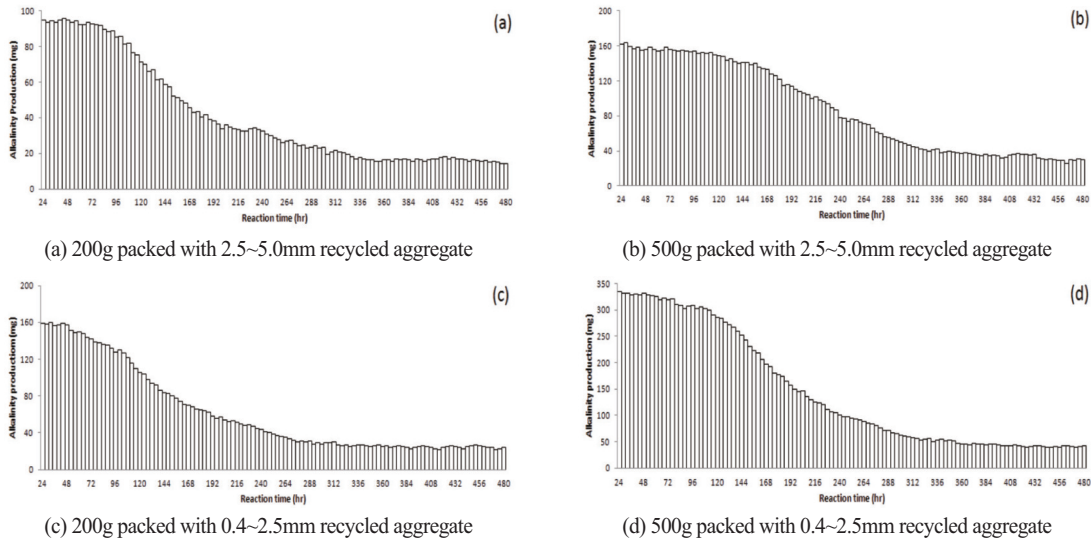 (a)
Alkalinity Production (mg)
100
80
60
40
20
0
24 48 72 96 120 144 168 192 216 240 264 288 312 336 360 384 408 432 456 480
Reaction time (hr)
(a) 200g packed with 2.5~5.0mm recycled aggregate
(b)
Alkalinity production (mg)
200
160
120
80
40
0
24 48 72 96 120 144 168 192 216 240 264 288 312 336 360 384 408 432 456 480
Reaction time (hr)
(b) 500g packed with 2.5~5.0mm recycled aggregate
(c)
Alkalinity productiom (mg)
200
160
120
80
40
0
24 48 72 96 120 144 168 192 216 240 264 288 312 336 360 384 408 432 456 480
Reaction time (hr)
(c) 200g packed with 0.4~2.5mm recycled aggregate
(d)
Alkalinity production (mg)
350
300
250
200
150
100
50
0
24 48 72 96 120 144 168 192 216 240 264 288 312 336 360 384 408 432 456 480
Reaction time (hr)
(d) 500g packed with 0.4~2.5mm recycled aggregate